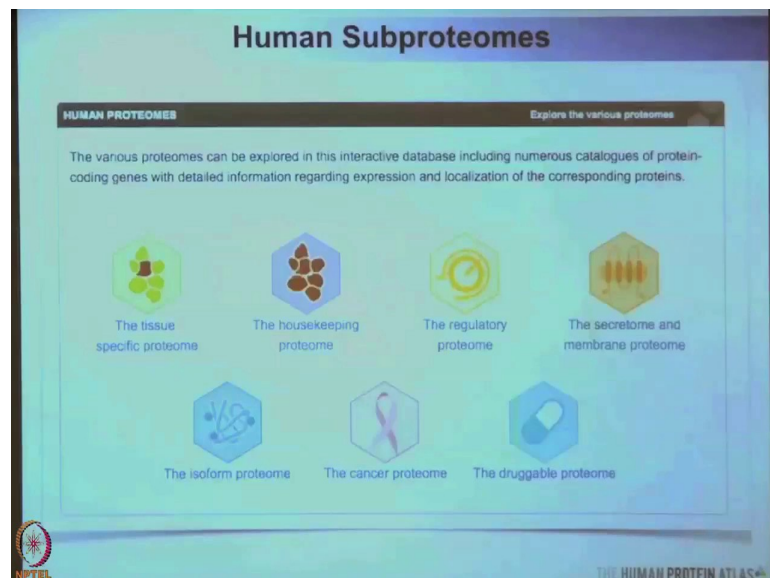 Human Subproteomes
HUMAN PROTEOMES
Explore the various proteomes
The various proteomes can be explored in this interactive database including numerous catalogues of protein-
coding genes with detailed information regarding expression and localization of the corresponding proteins.
The tissue
specific proteome
The housekeeping
proteome
The regulatory
proteome
The secretome and
membrane proteome
The isoform proteome
The cancer proteome
The druggable proteome
NPTEL
THE HUMAN PROTEIN ATLAS